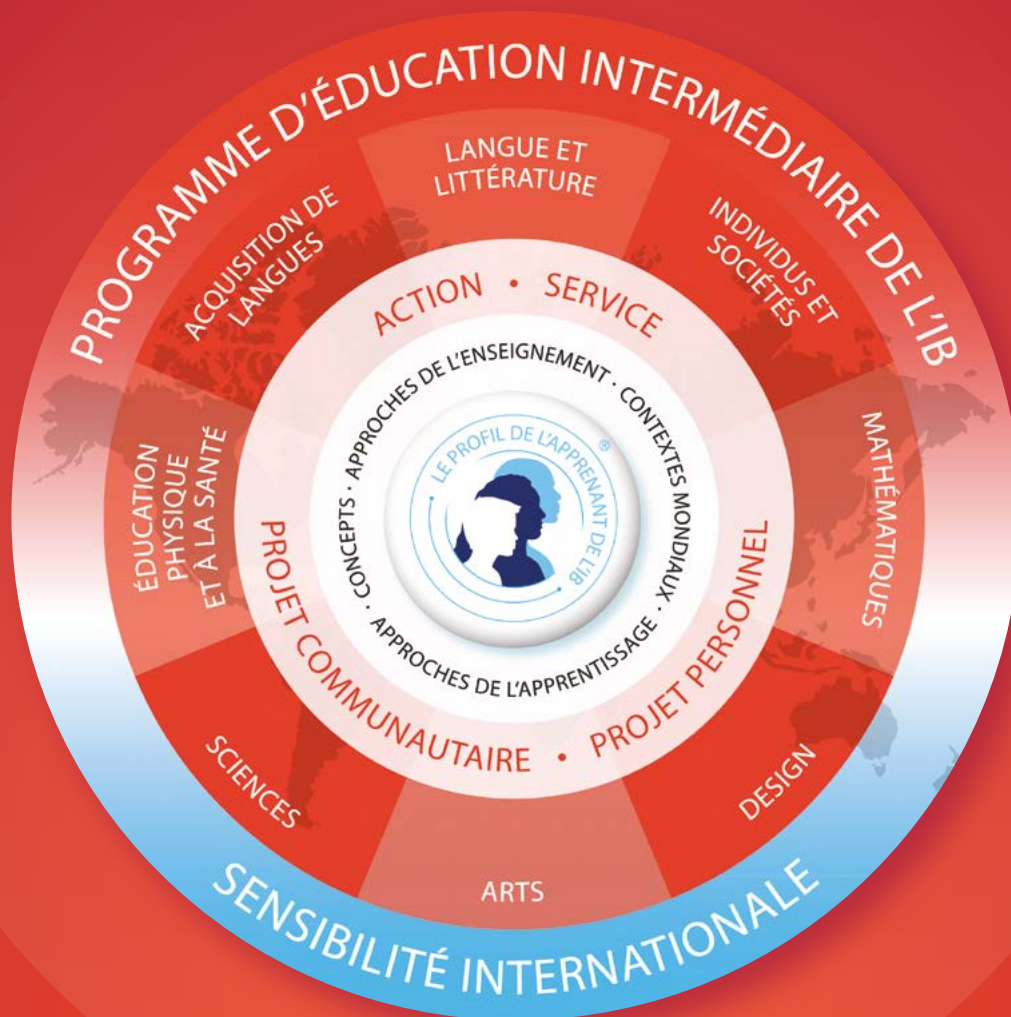 PROGRAMME D'ÉDUCATION INTERMÉDIAIRE DE L'IB
LANGUE ET
LITTÉRATURE
INDIVIDUS ET
SOCIÉTÉS
MATHÉMATIQUES
DESIGN
ARTS
SCIENCES
ÉDUCATION
PHYSIQUE
ET À LA SANTÉ
ACQUISITION DE
LANGUES
ACTION • SERVICE
PROJET PERSONNEL
PROJET COMMUNAUTAIRE •
APPROCHES DE L'ENSEIGNEMENT · CONTEXTES MONDIAUX ·
APPROCHES DE L'APPRENTISSAGE · CONCEPTS ·
LE PROFIL DE L'APPRENANT DE L'IB ®
SENSIBILITÉ INTERNATIONALE